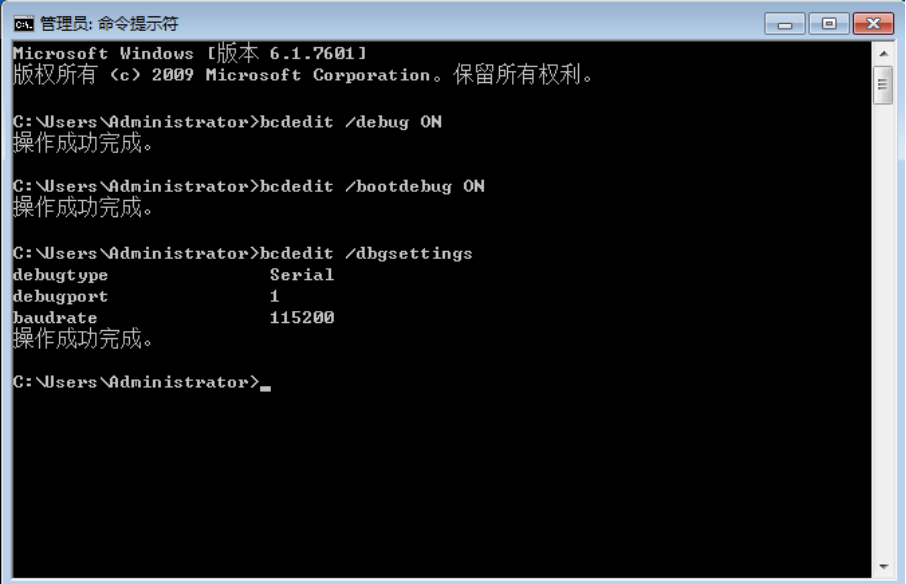 管理员: 命令提示符
Microsoft Windows [版本 6.1.7601]
版权所有 (c) 2009 Microsoft Corporation。保留所有权利。
C:\Users\Administrator>bcdedit /debug ON
操作成功完成。
C:\Users\Administrator>bcdedit /bootdebug ON
操作成功完成。
C:\Users\Administrator>bcdedit /dbgsettings
debugtype Serial
debugport 1
baudrate 115200
操作成功完成。
C:\Users\Administrator>